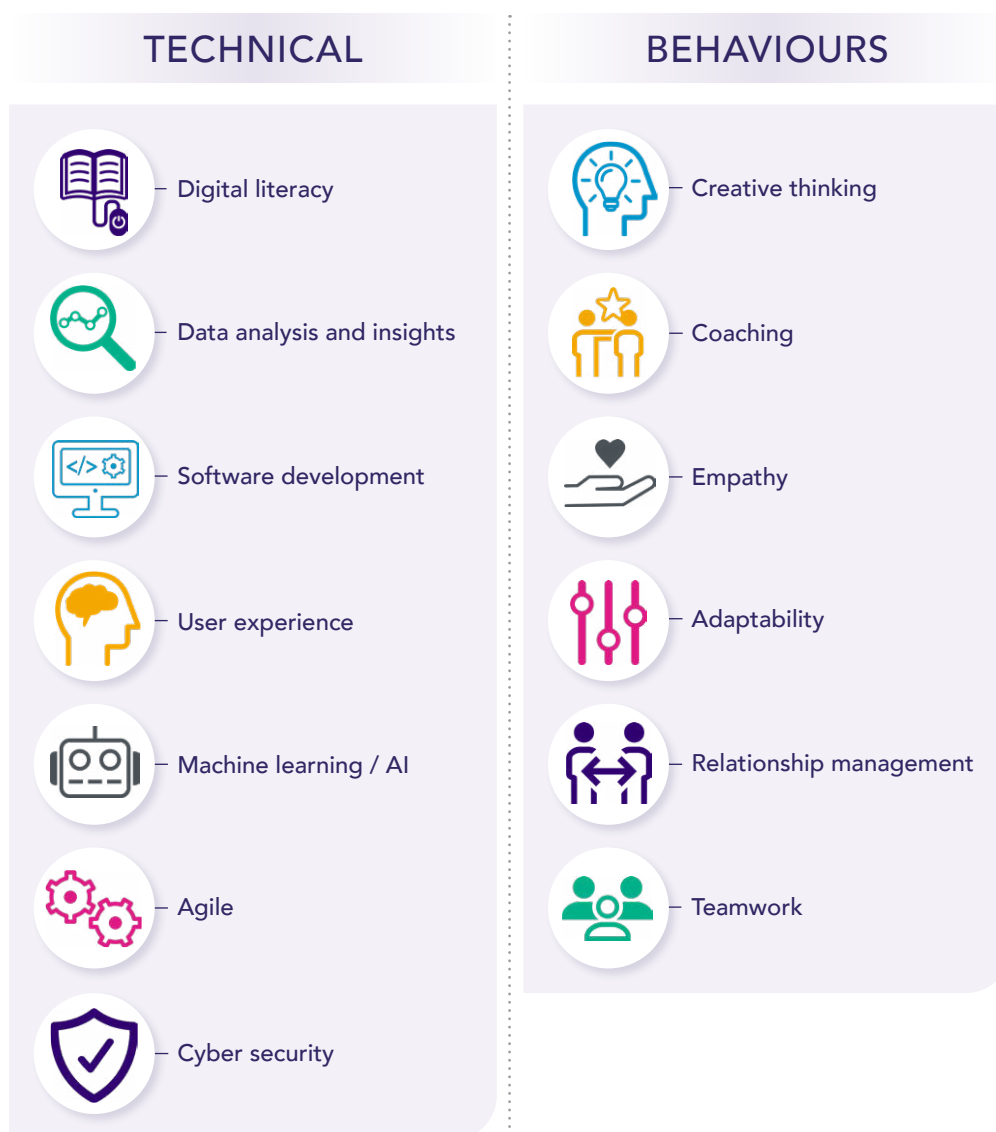 TECHNICAL
Digital literacy
Data analysis and insights
Software development
User experience
Machine learning / AI
Agile
Cyber security
BEHAVIOURS
Creative thinking
Coaching
Empathy
Adaptability
Relationship management
Teamwork